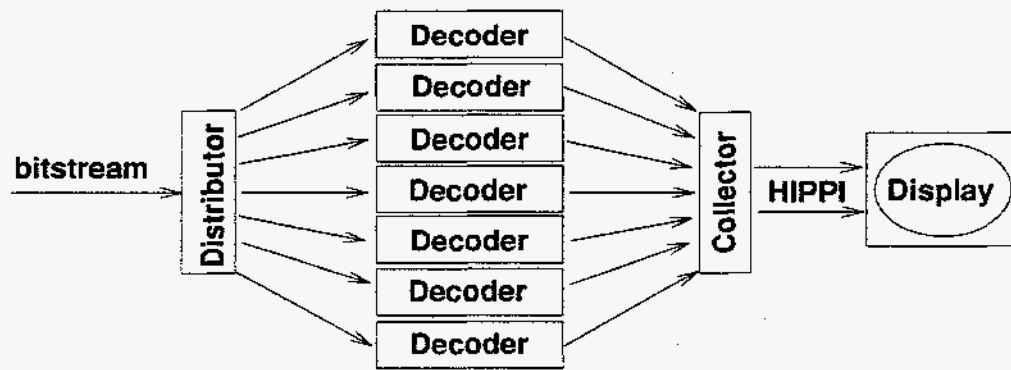 Decoder
Decoder
Decoder
bitstream
Distributor
Decoder
Collector
HIPPI
Display
Decoder
Decoder
Decoder